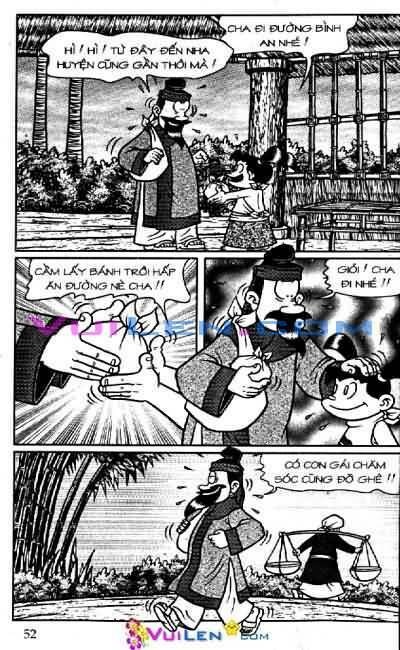 HÌ! HÌ! TỪ ĐÂY ĐẾN NHA
HUYỆN CŨNG GẦN THÔI MÀ!
CHA ĐI ĐƯỜNG BÌNH
AN NHÉ!
CẦM LẤY BÁNH TRÔI HẤP
ĂN ĐƯỜNG NÈ CHA!!
GIỎI! CHA
ĐI NHÉ!
VUILEN.COM
CÓ CON GÁI CHĂM
SÓC CŨNG ĐỠ GHÊ!!
52
VUILEN.COM